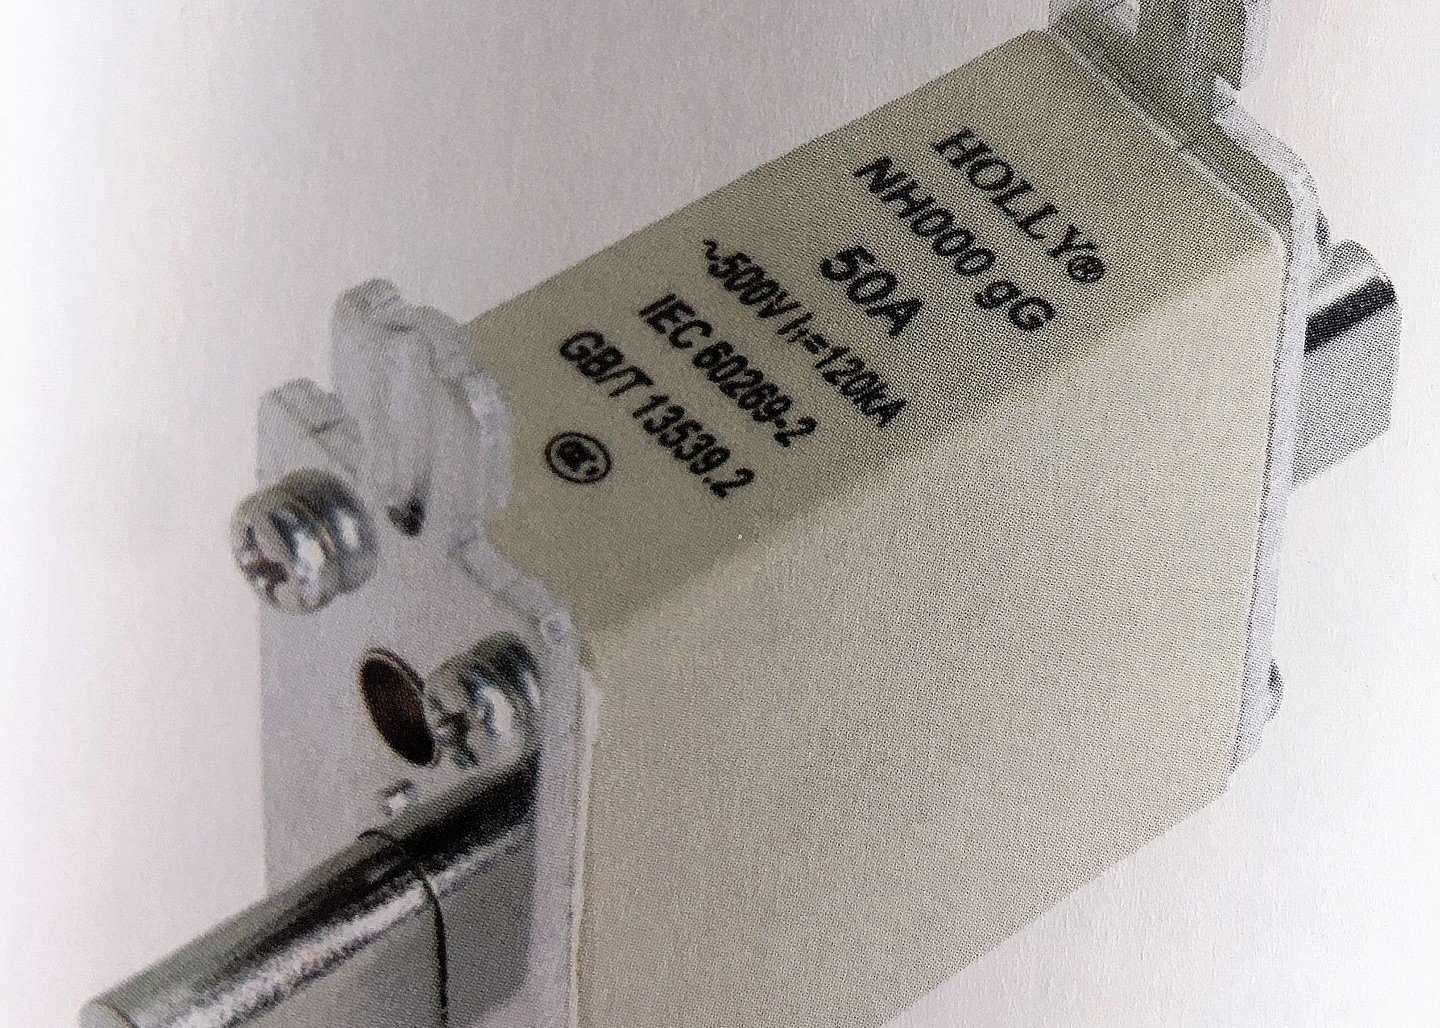 HOLLY®
NH000 gG
50A
~500V I₁=120kA
IEC 60269-2
GB/T 13539.2